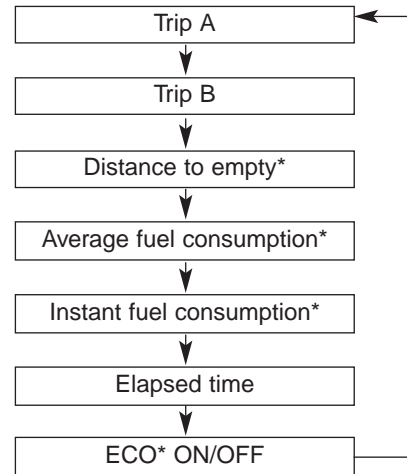 Trip A
Trip B
Distance to empty*
Average fuel consumption*
Instant fuel consumption*
Elapsed time
ECO* ON/OFF